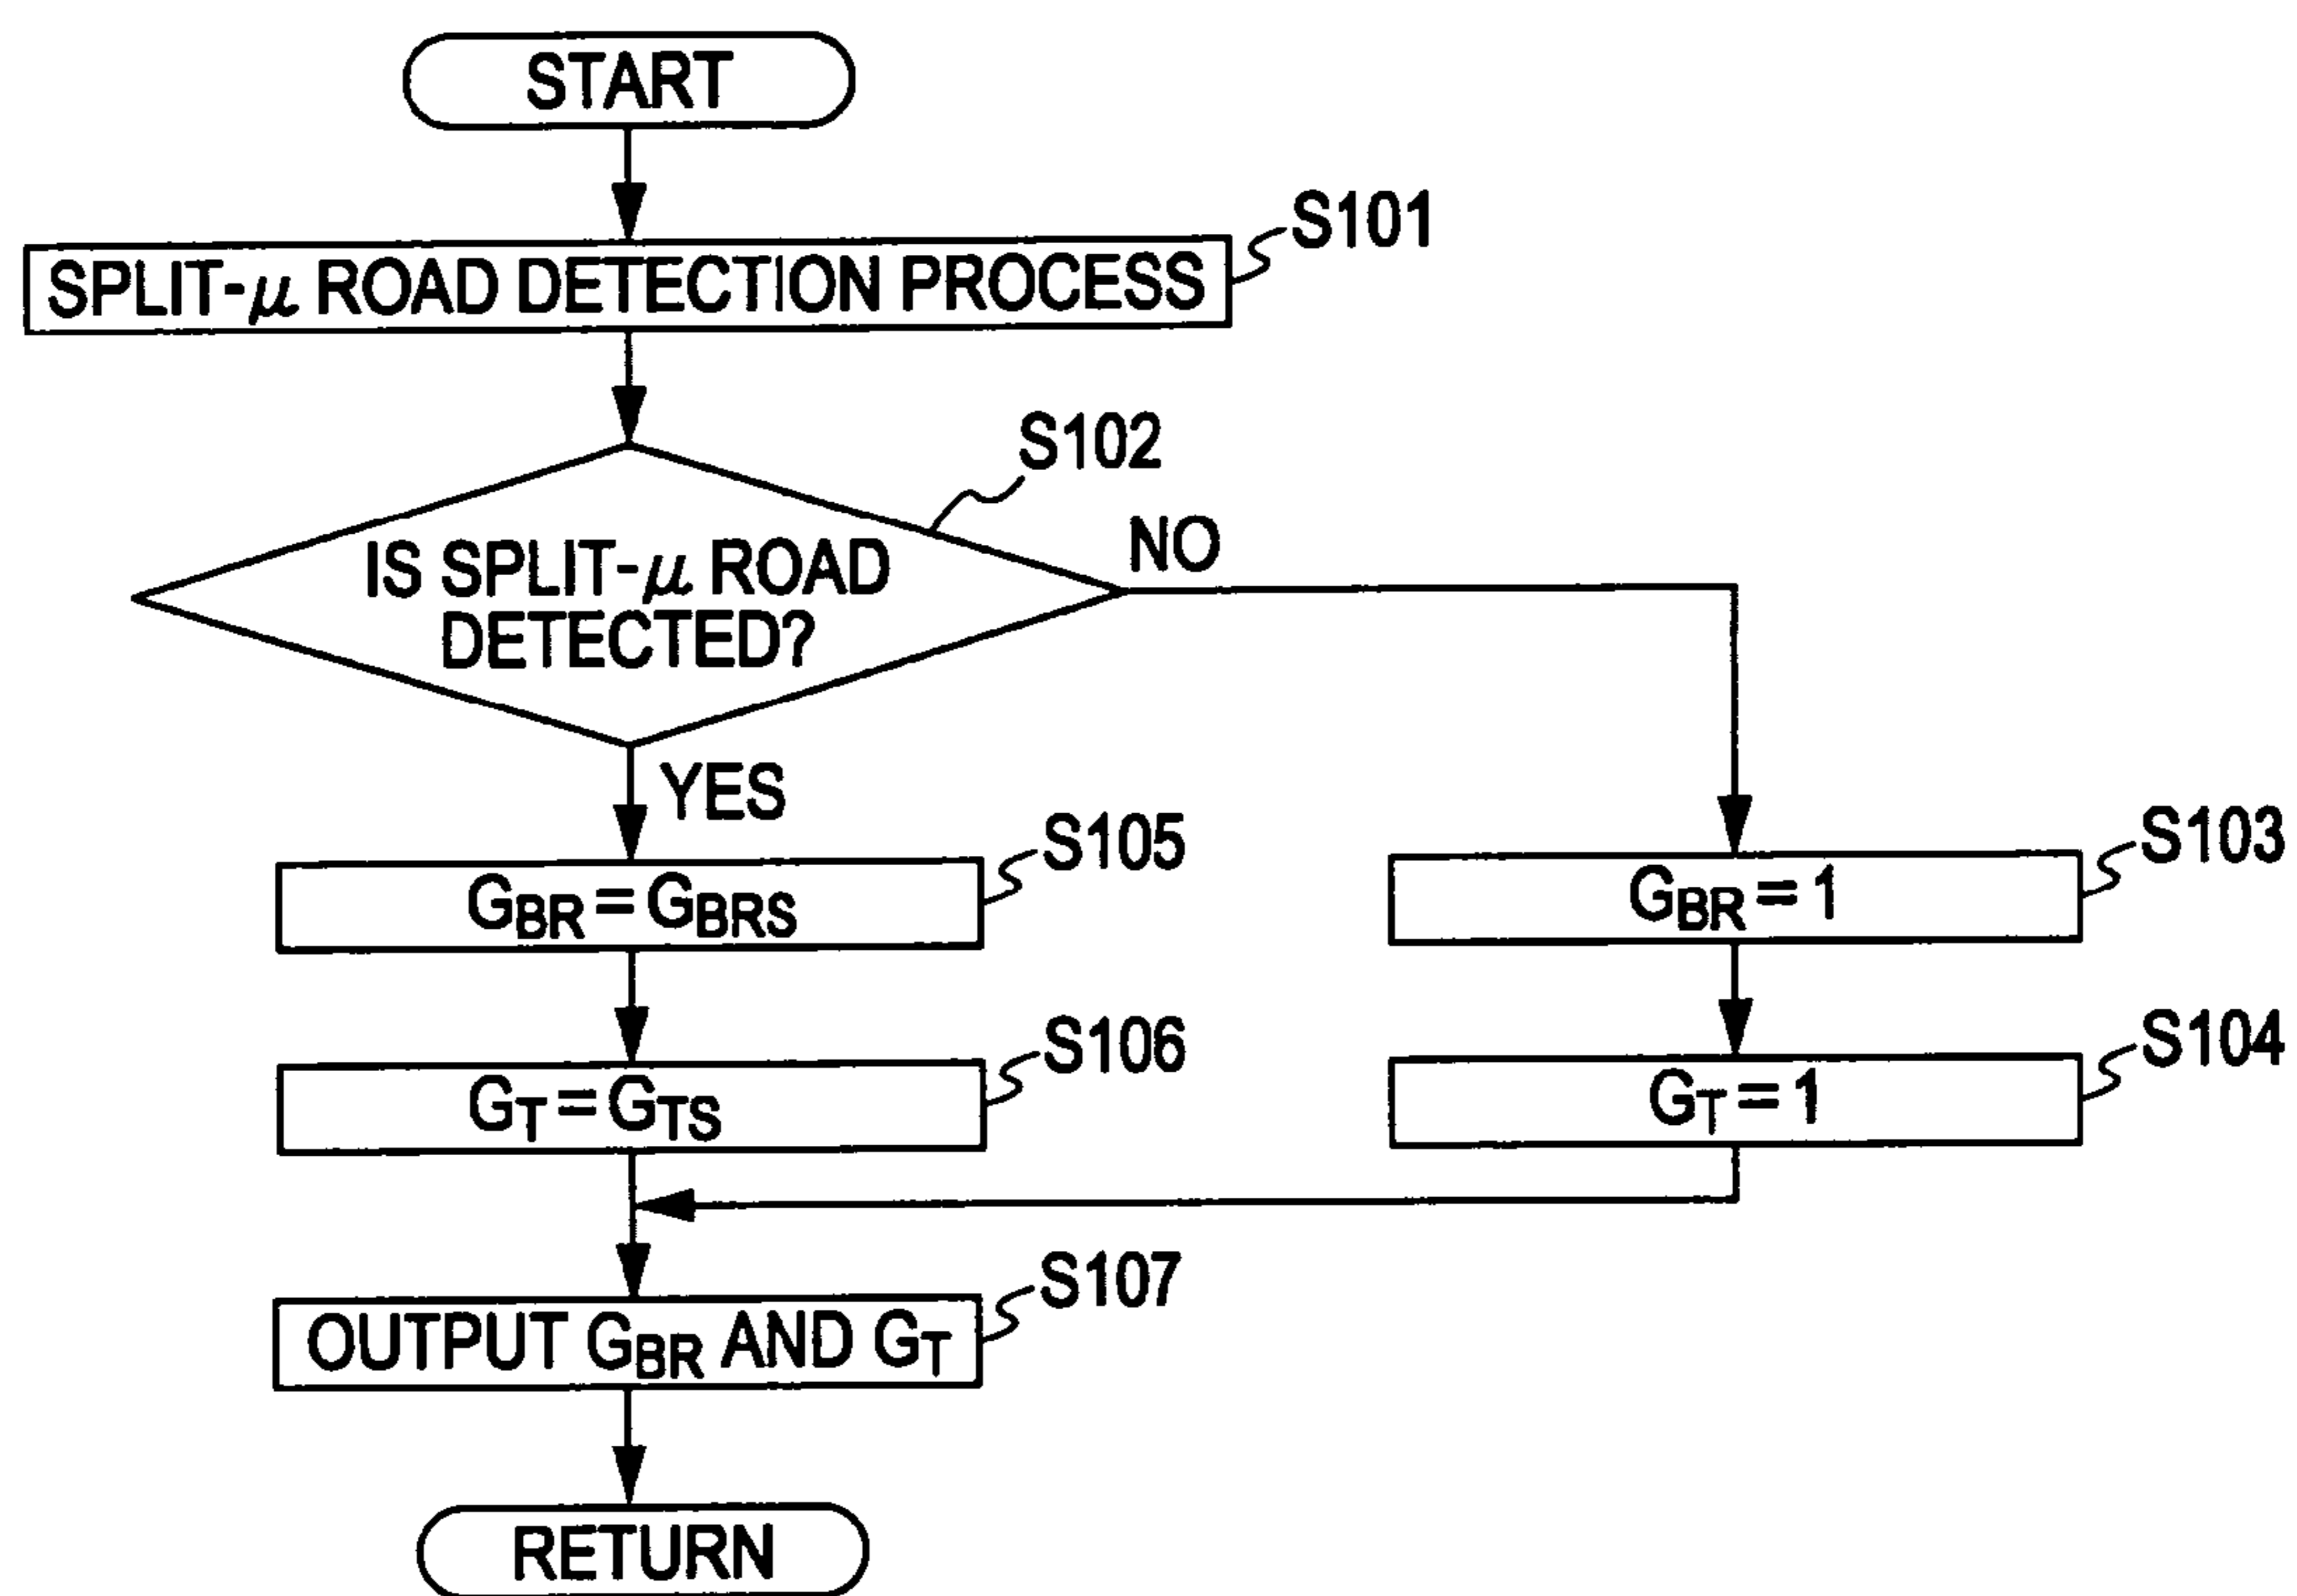 START
S101
SPLIT-μ ROAD DETECTION PROCESS
S102
IS SPLIT-μ ROAD
DETECTED?
NO
YES
S105
GBR = GBRS
S103
GBR = 1
S106
GT = GTS
S104
GT = 1
S107
OUTPUT GBR AND GT
RETURN